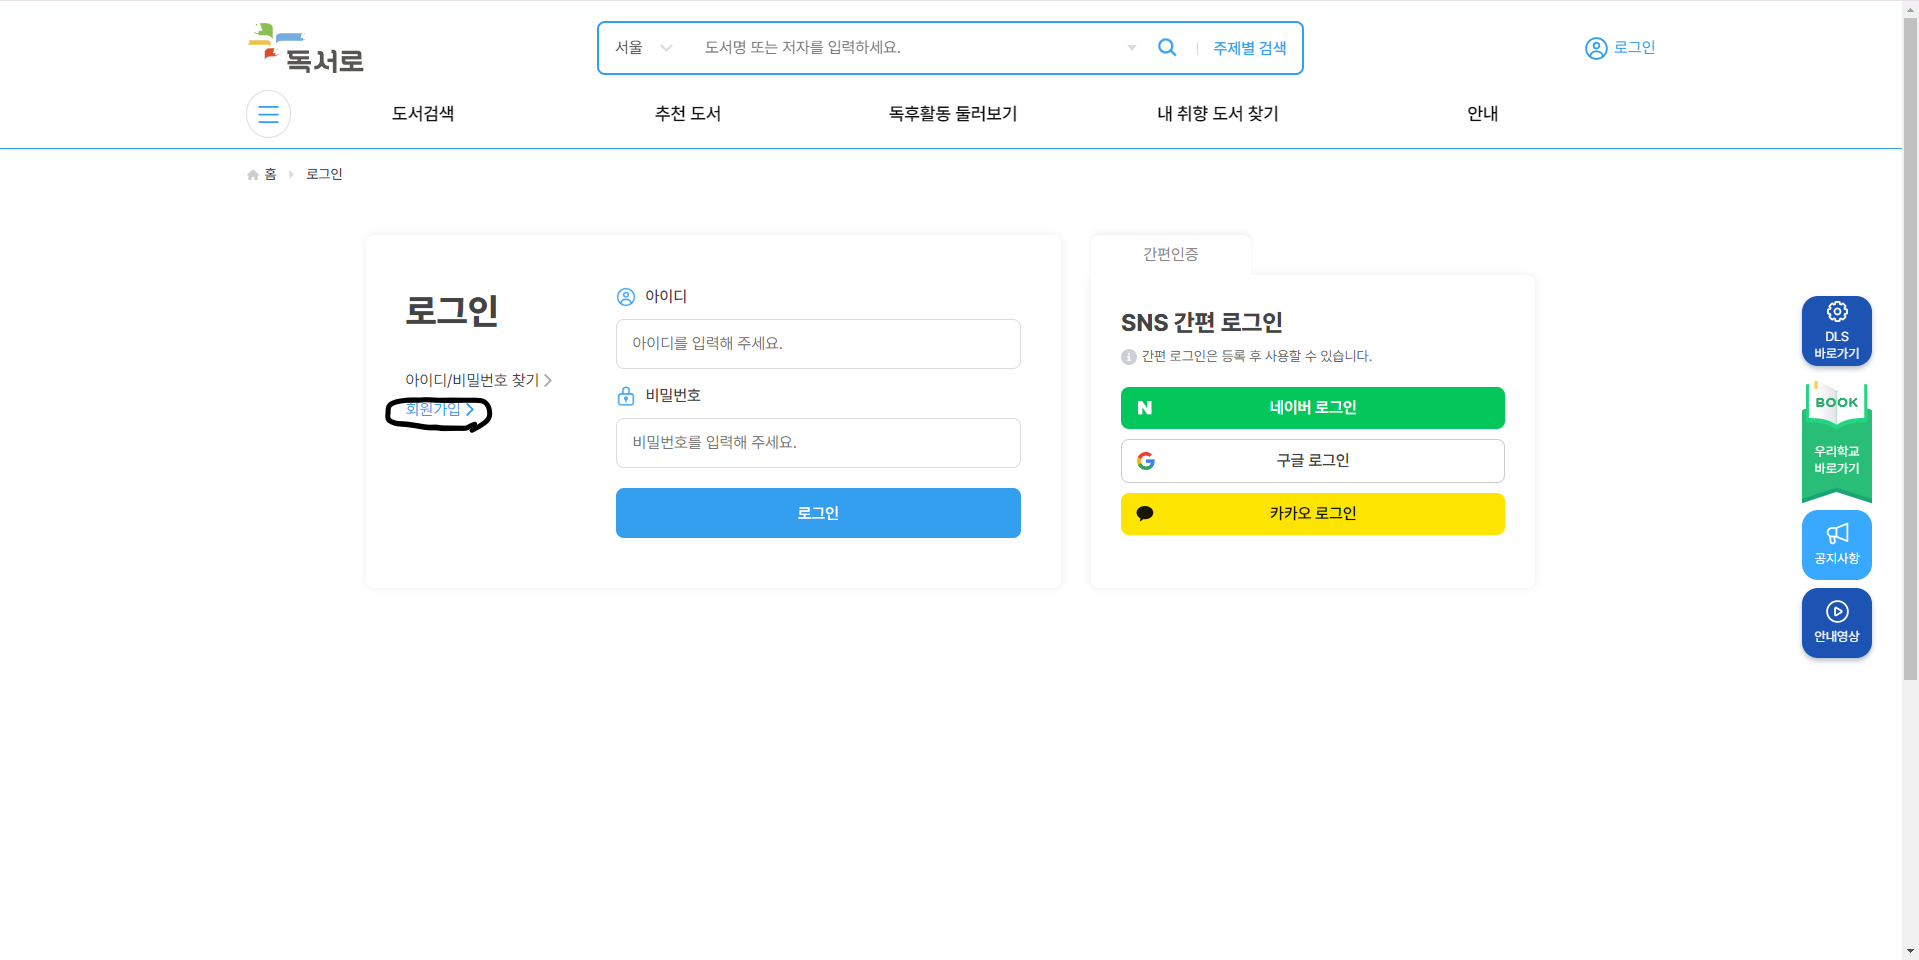 독서로
서울
도서명 또는 저자를 입력하세요.
주제별 검색
로그인
도서검색
추천 도서
독후활동 둘러보기
내 취향 도서 찾기
안내
홈
로그인
로그인
아이디/비밀번호 찾기
회원가입
아이디
아이디를 입력해 주세요.
비밀번호
비밀번호를 입력해 주세요.
로그인
간편인증
SNS 간편 로그인
간편 로그인은 등록 후 사용할 수 있습니다.
네이버 로그인
구글 로그인
카카오 로그인
DLS
바로가기
BOOK
우리학교
바로가기
공지사항
안내영상